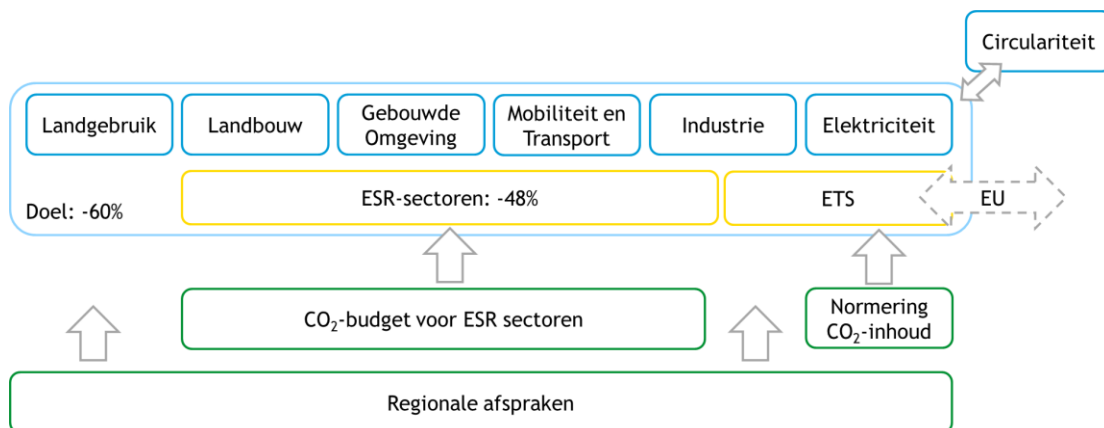 Circulariteit
Landgebruik
Landbouw
Gebouwde
Omgeving
Mobiliteit en
Transport
Industrie
Elektriciteit
Doel: -60%
ESR-sectoren: -48%
ETS
EU
CO₂-budget voor ESR sectoren
Normering
CO₂-inhoud
Regionale afspraken